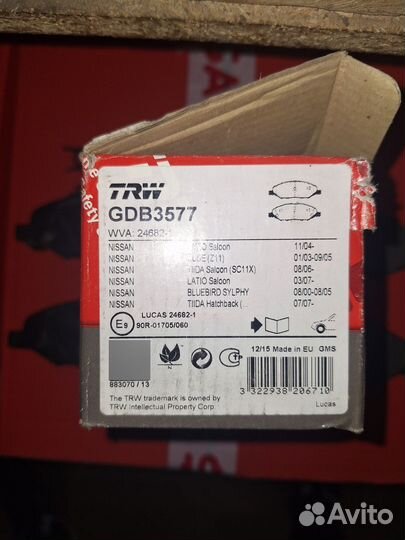 TRW
GDB3577
WVA: 24682-1
NISSAN Saloon 11/04-
NISSAN (Z11) 01/03-09/05
NISSAN TIIDA Saloon (SC11X) 08/06-
NISSAN LATIO Saloon 03/07-
NISSAN BLUEBIRD SYLPHY 08/00-08/05
NISSAN TIIDA Hatchback (... 07/07-
LUCAS 24682-1
E9 90R-01705/060
12/15 Made in EU GMS
883070 / 13
The TRW trademark is owned by
TRW Intellectual Property Corp.
3 322938 206710
Lucas
Avito